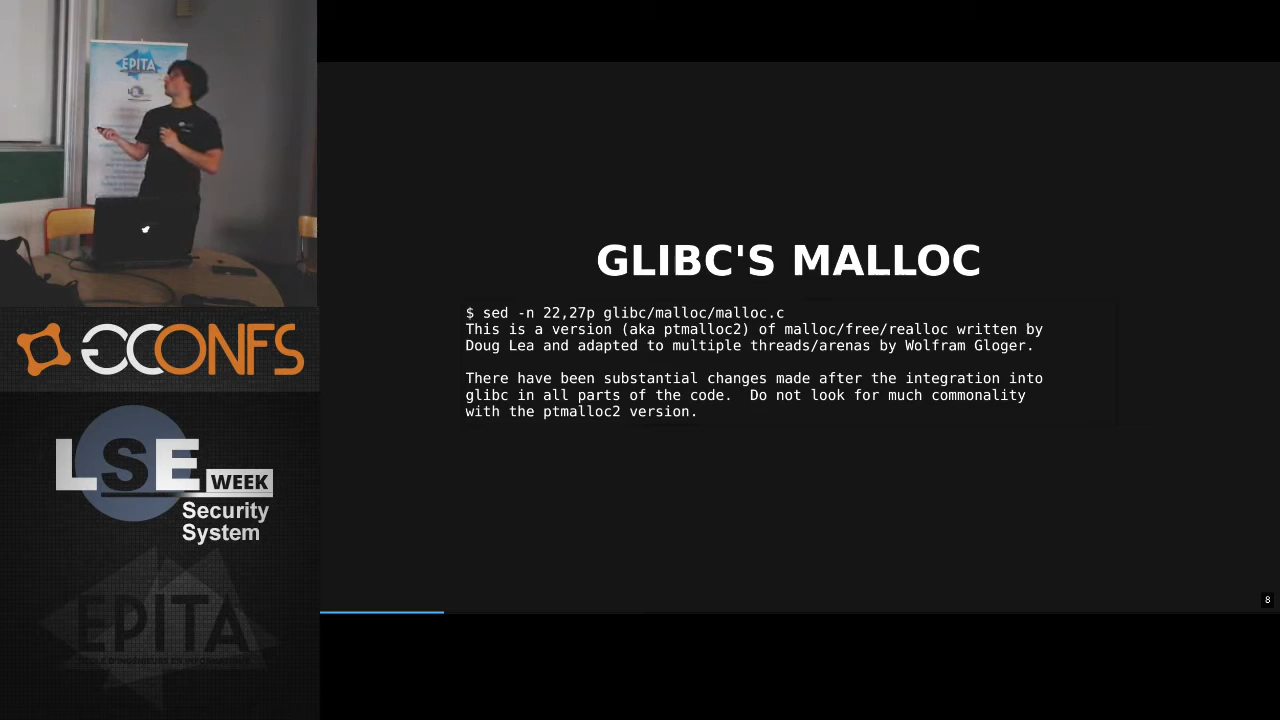 EPITA
LSE
GCONFS
LSE
WEEK
Security
System
EPITA
GLIBC'S MALLOC
$ sed -n 22,27p glibc/malloc/malloc.c
This is a version (aka ptmalloc2) of malloc/free/realloc written by
Doug Lea and adapted to multiple threads/arenas by Wolfram Gloger.
There have been substantial changes made after the integration into
glibc in all parts of the code.  Do not look for much commonality
with the ptmalloc2 version.
8